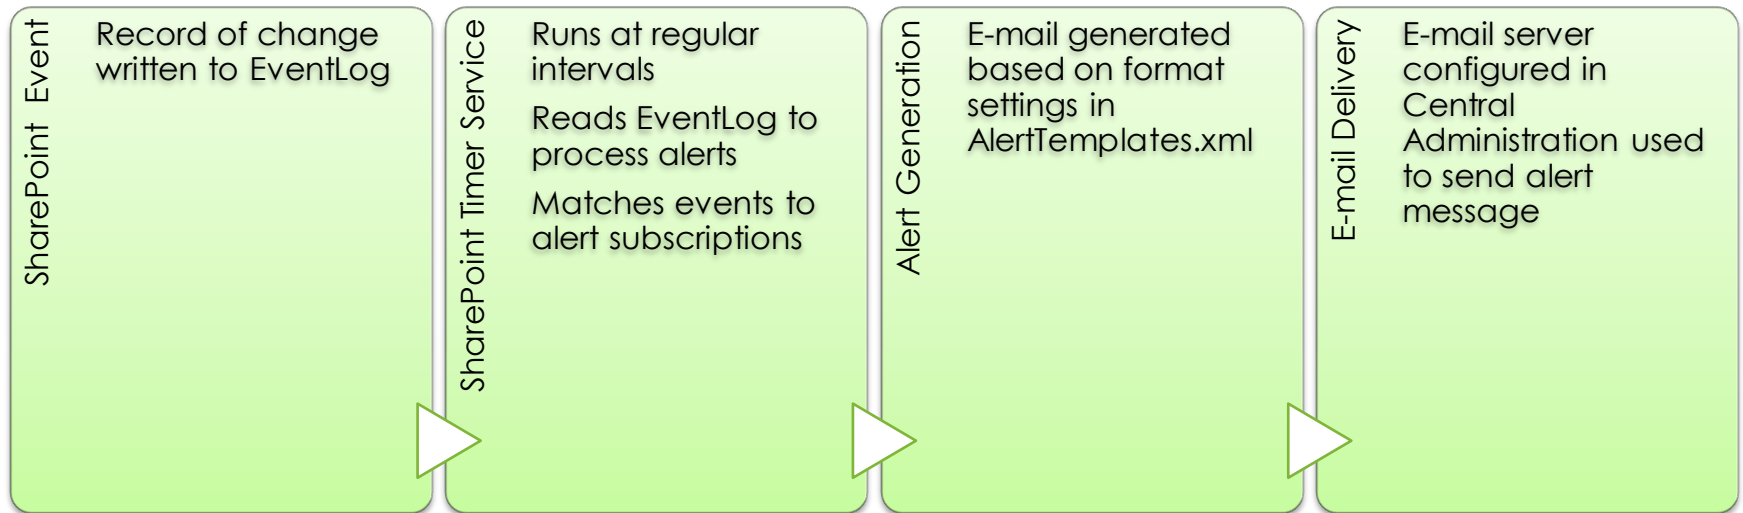 SharePoint Event
Record of change
written to EventLog
SharePoint Timer Service
Runs at regular
intervals
Reads EventLog to
process alerts
Matches events to
alert subscriptions
Alert Generation
E-mail generated
based on format
settings in
AlertTemplates.xml
E-mail Delivery
E-mail server
configured in
Central
Administration used
to send alert
message